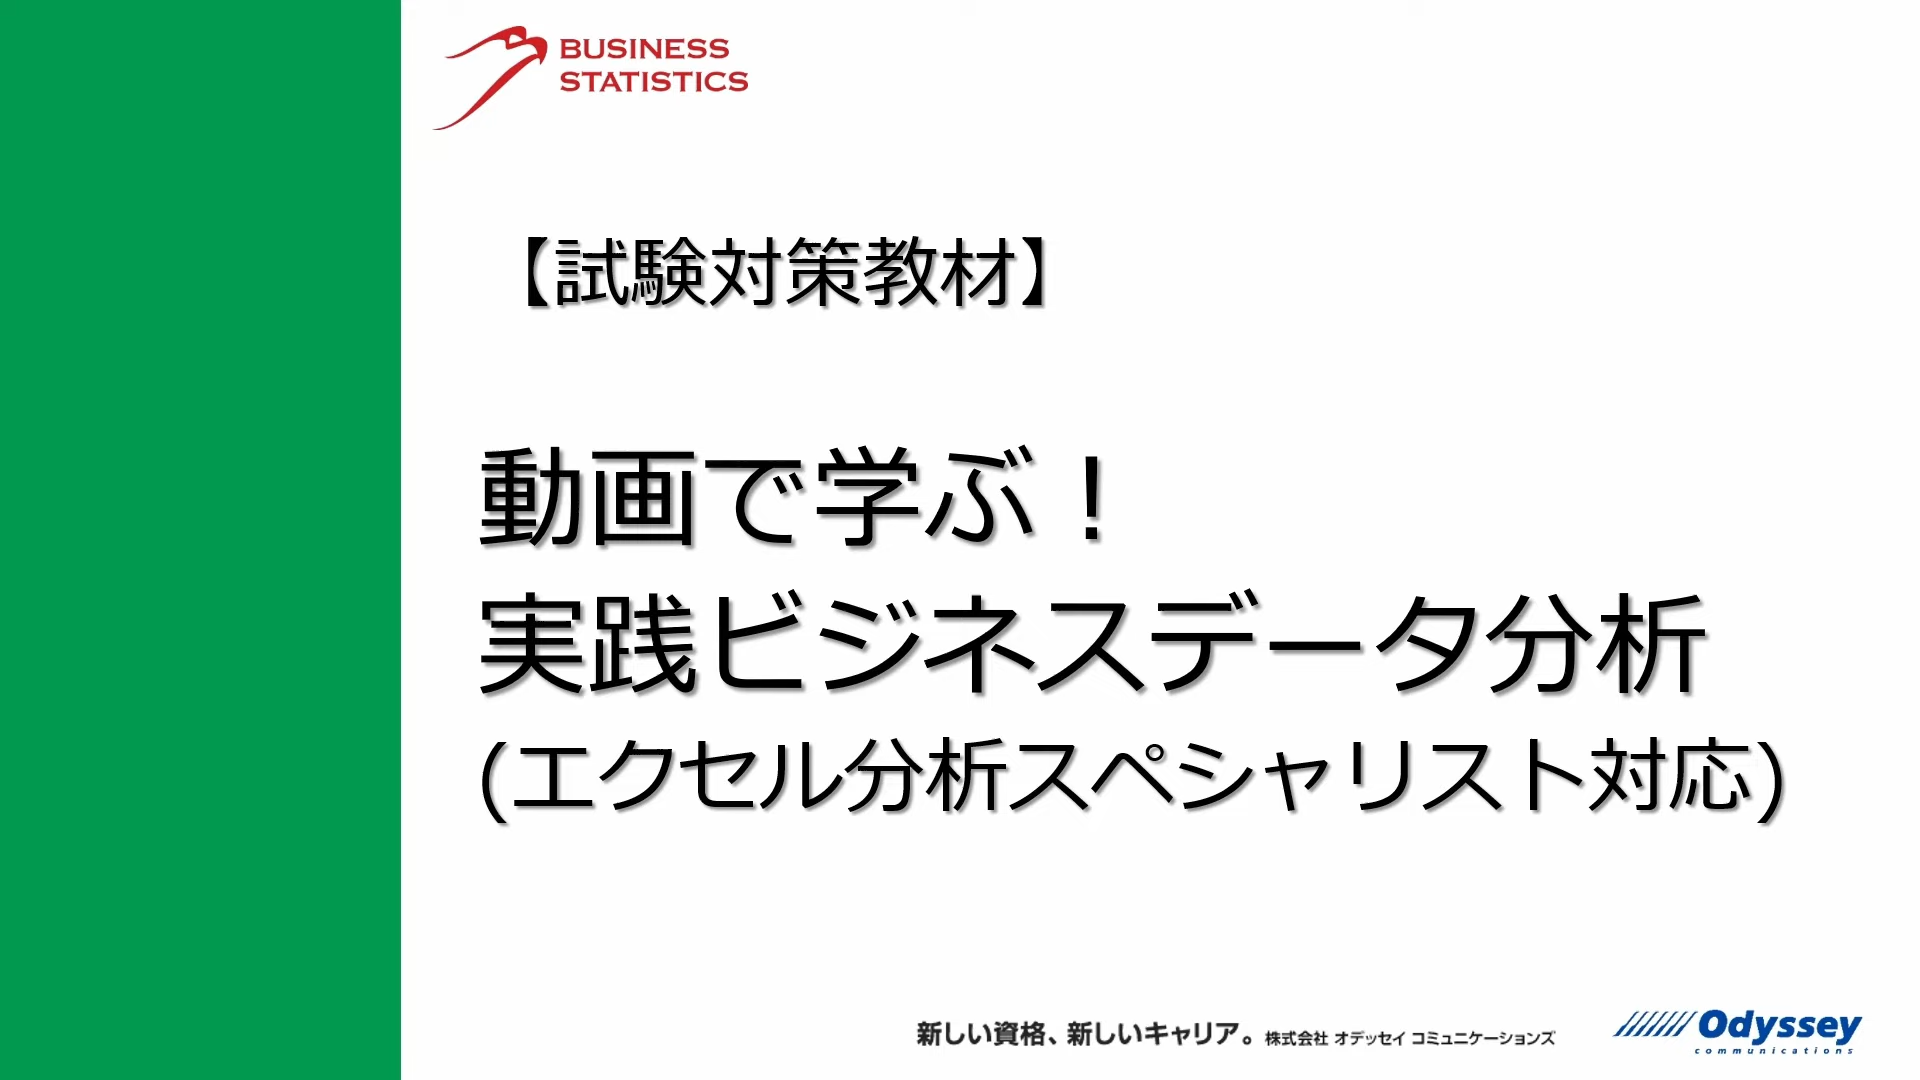 BUSINESS
STATISTICS
【試験対策教材】
動画で学ぶ！
実践ビジネスデータ分析
(エクセル分析スペシャリスト対応)
新しい資格、新しいキャリア。株式会社 オデッセイ コミュニケーションズ
Odyssey
communications